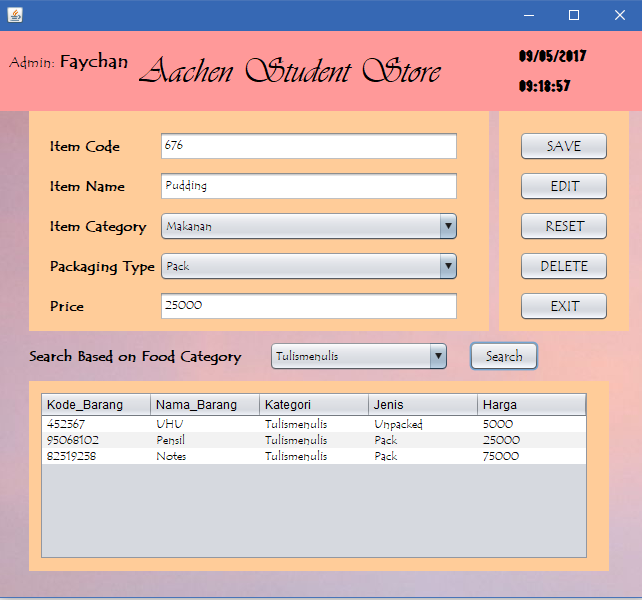 Admin: Faychan Aachen Student Store 09/05/2017
09:18:57
Item Code 676 SAVE
Item Name Pudding EDIT
Item Category Makanan RESET
Packaging Type Pack DELETE
Price 25000 EXIT
Search Based on Food Category Tulismenulis Search
Kode_Barang Nama_Barang Kategori Jenis Harga
452367 UHU Tulismenulis Unpacked 5000
95068102 Pensil Tulismenulis Pack 25000
82319238 Notes Tulismenulis Pack 75000